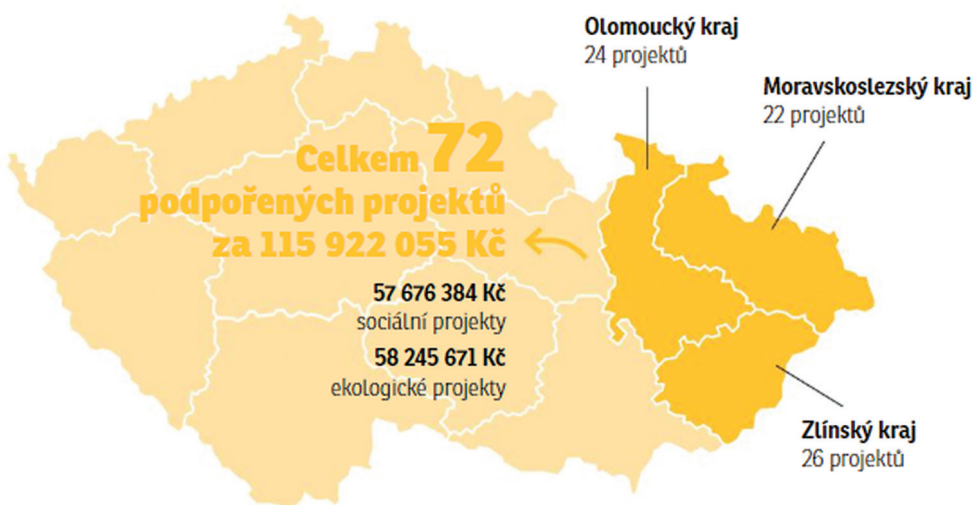 Olomoucký kraj
24 projektů
Moravskoslezský kraj
22 projektů
Celkem 72
podpořených projektů
za 115 922 055 Kč
57 676 384 Kč
sociální projekty
58 245 671 Kč
ekologické projekty
Zlínský kraj
26 projektů